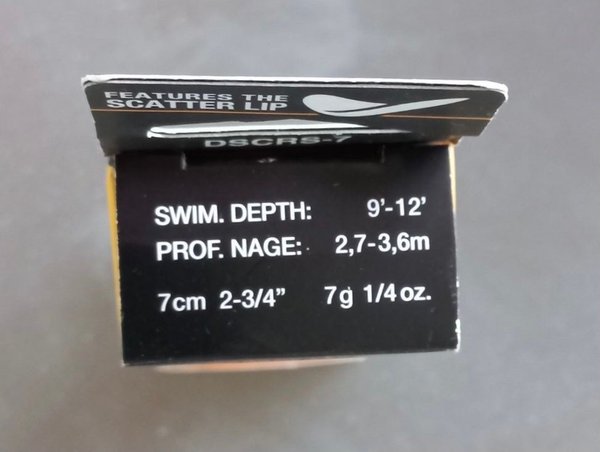 FEATURES THE
SCATTER LIP
DSCRS-7
SWIM. DEPTH: 9'-12'
PROF. NAGE: 2,7-3,6m
7cm 2-3/4” 7g 1/4 oz.